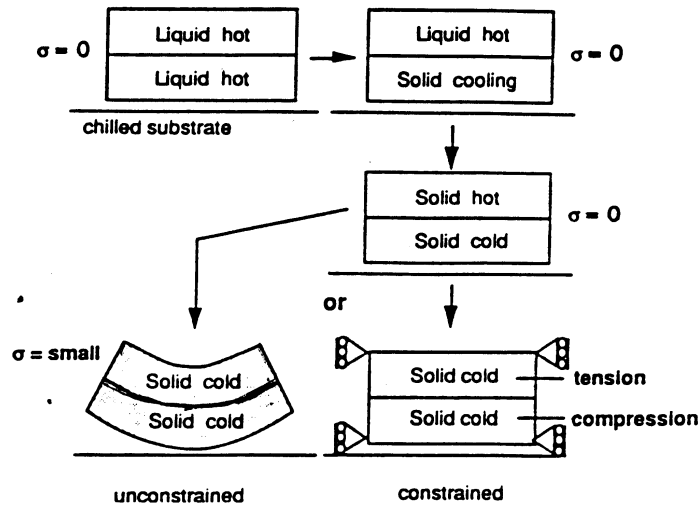 Liquid hot
σ = 0
Liquid hot
chilled substrate
Liquid hot
Solid cooling
σ = 0
Solid hot
Solid cold
σ = 0
or
σ = small
Solid cold
Solid cold
unconstrained
Solid cold
tension
Solid cold
compression
constrained